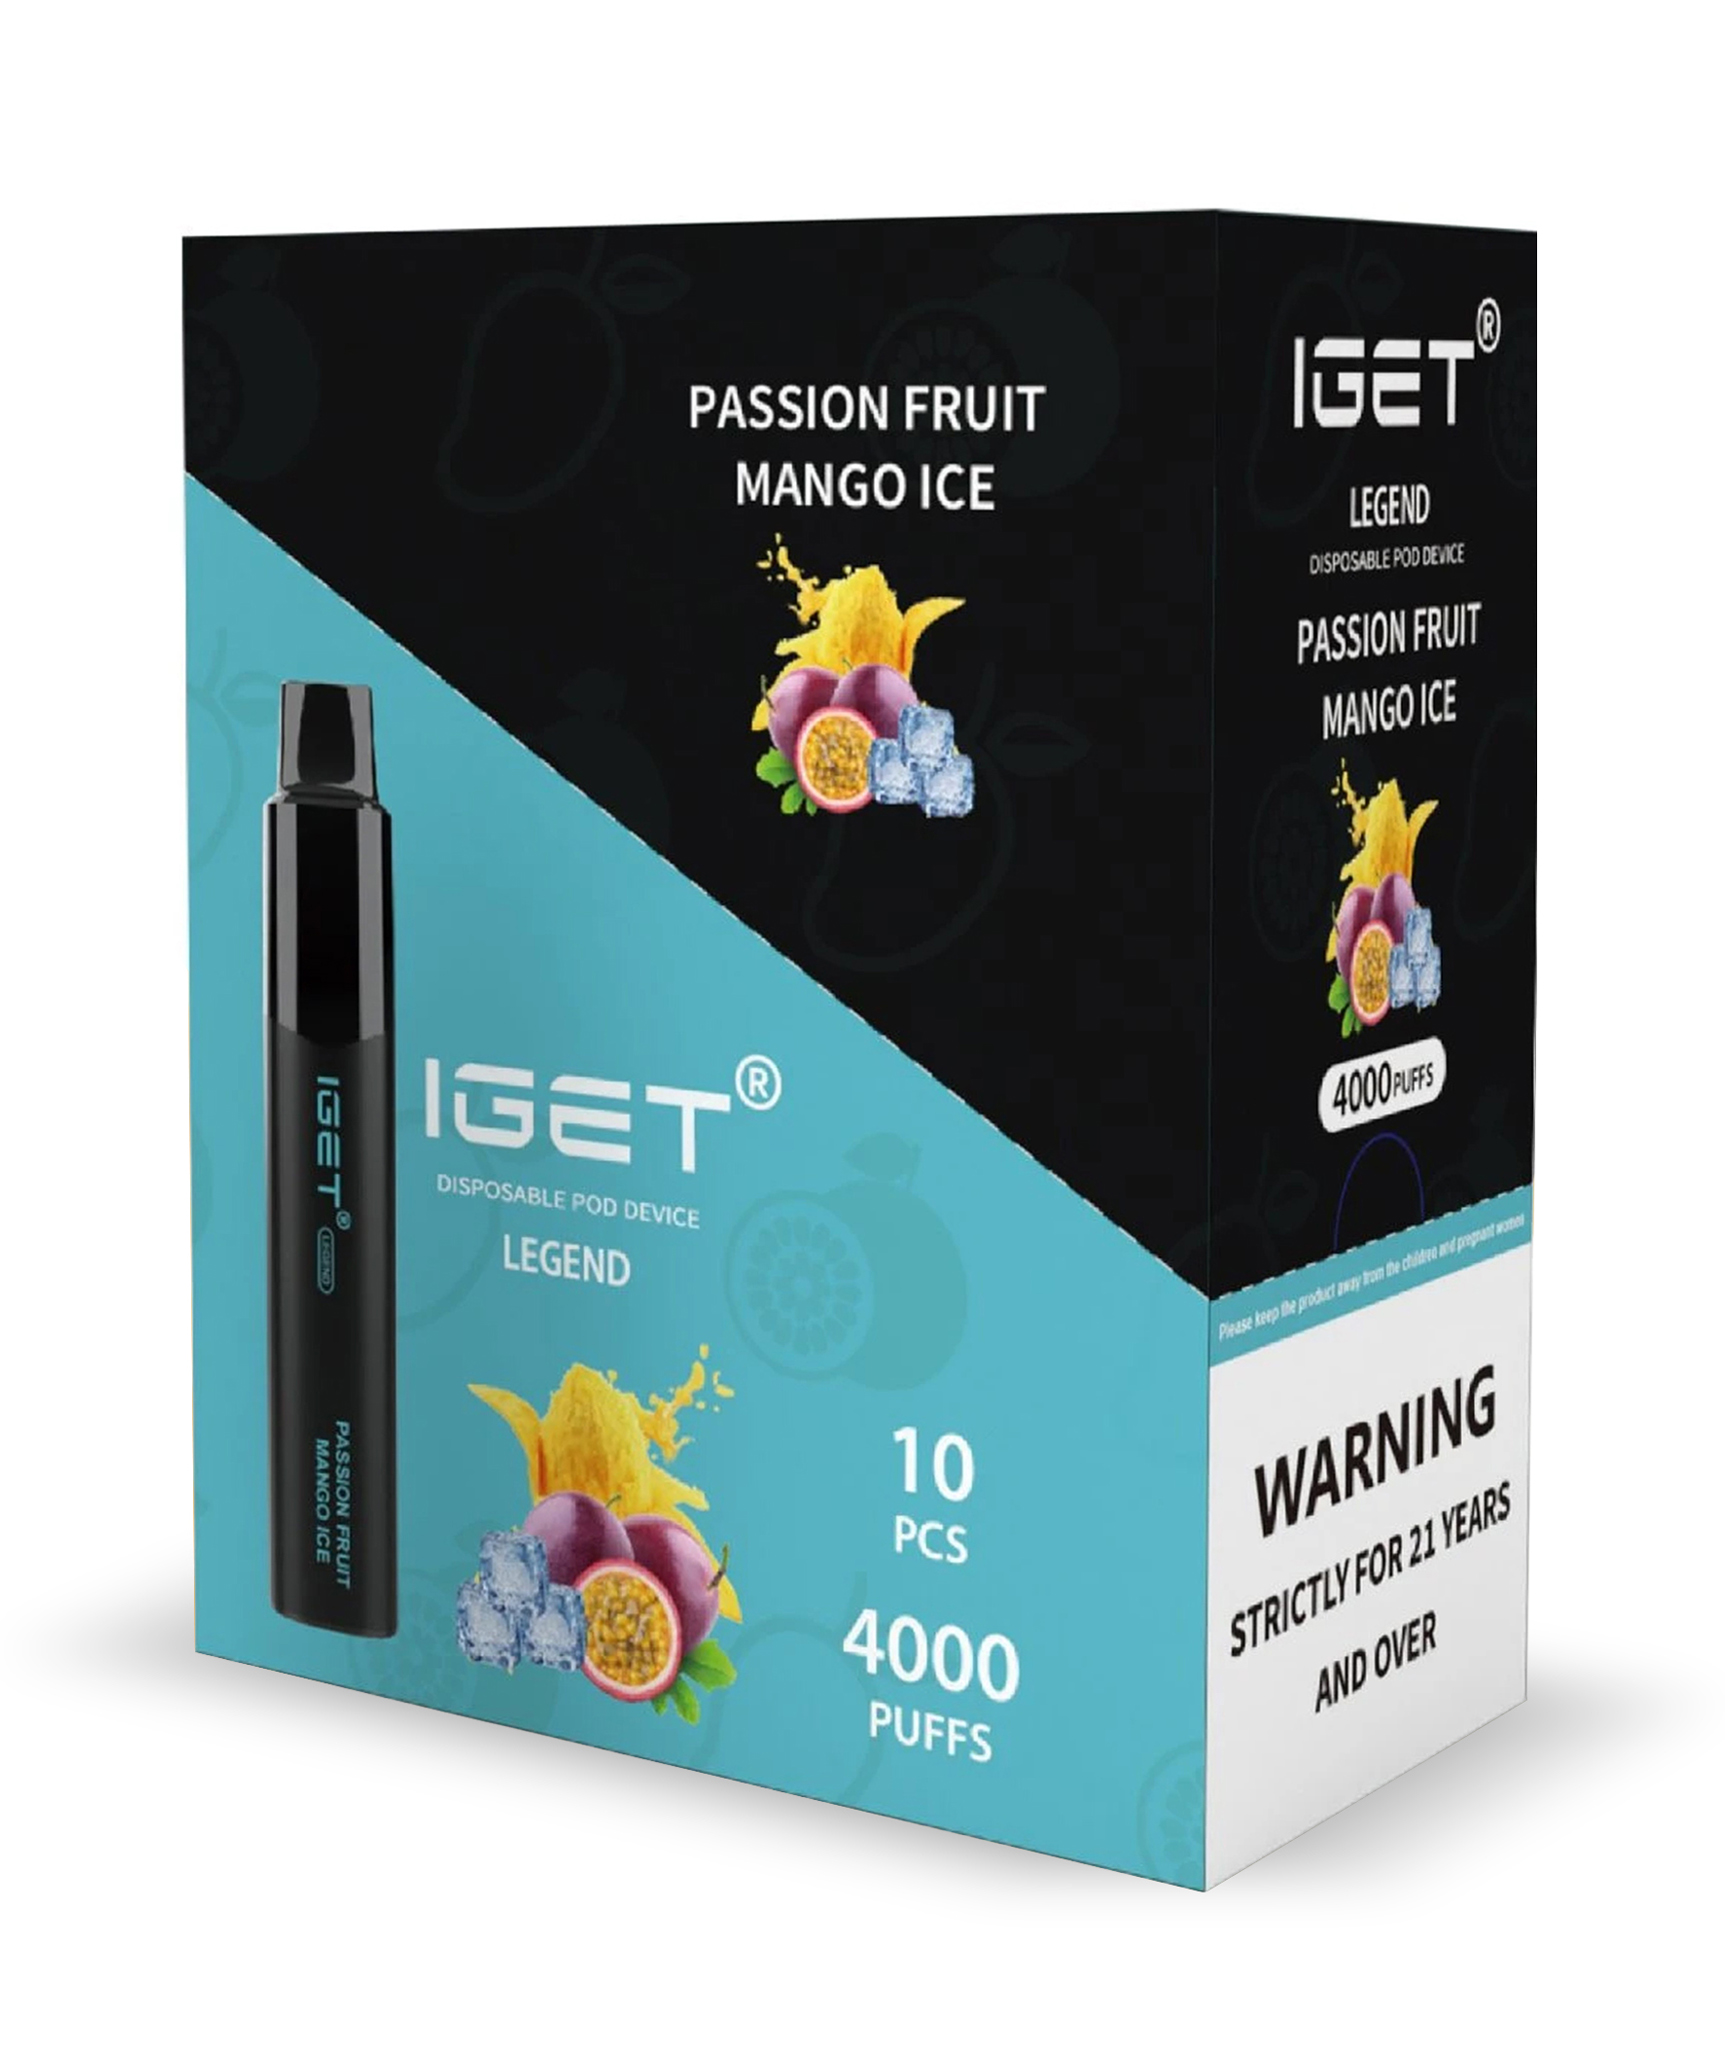 PASSION FRUIT
MANGO ICE
IGET®
DISPOSABLE POD DEVICE
LEGEND
10
PCS
4000
PUFFS
IGET®
LEGEND
PASSION FRUIT
MANGO ICE
IGET®
LEGEND
DISPOSABLE POD DEVICE
PASSION FRUIT
MANGO ICE
4000PUFFS
Please keep the product away from the children and pregnant women
WARNING
STRICTLY FOR 21 YEARS
AND OVER